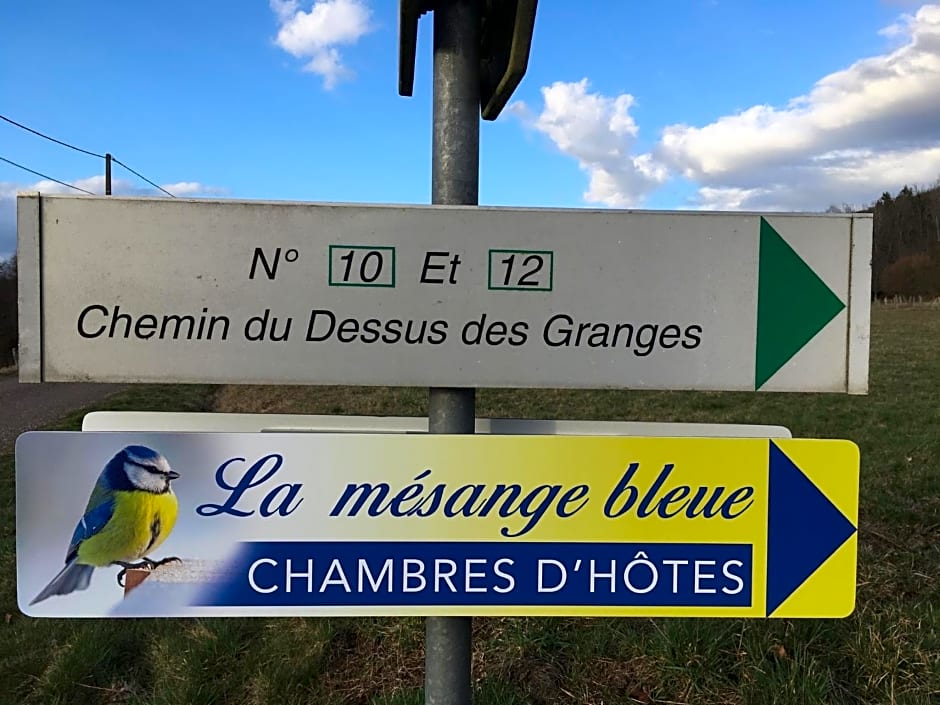 N° 10 Et 12
Chemin du Dessus des Granges
La mésange bleue
CHAMBRES D'HÔTES